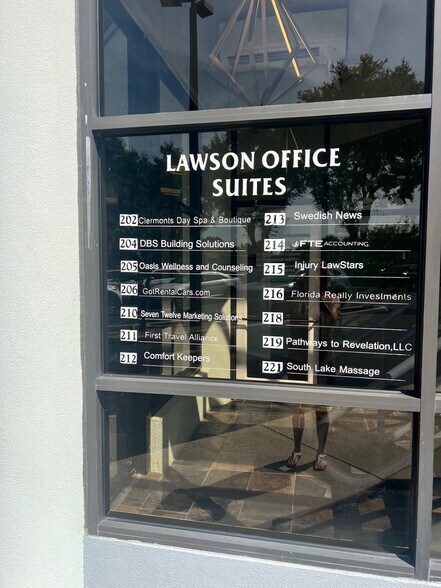 LAWSON OFFICE
SUITES
202 Clermonts Day Spa & Boutique
204 DBS Building Solutions
205 Oasis Wellness and Counseling
206 GotRentalCars.com
210 Seven Twelve Marketing Solutions
211 First Travel Alliance
212 Comfort Keepers
213 Swedish News
214 FTE ACCOUNTING
215 Injury LawStars
216 Florida Realty Investments
218
219 Pathways to Revelation,LLC
221 South Lake Massage